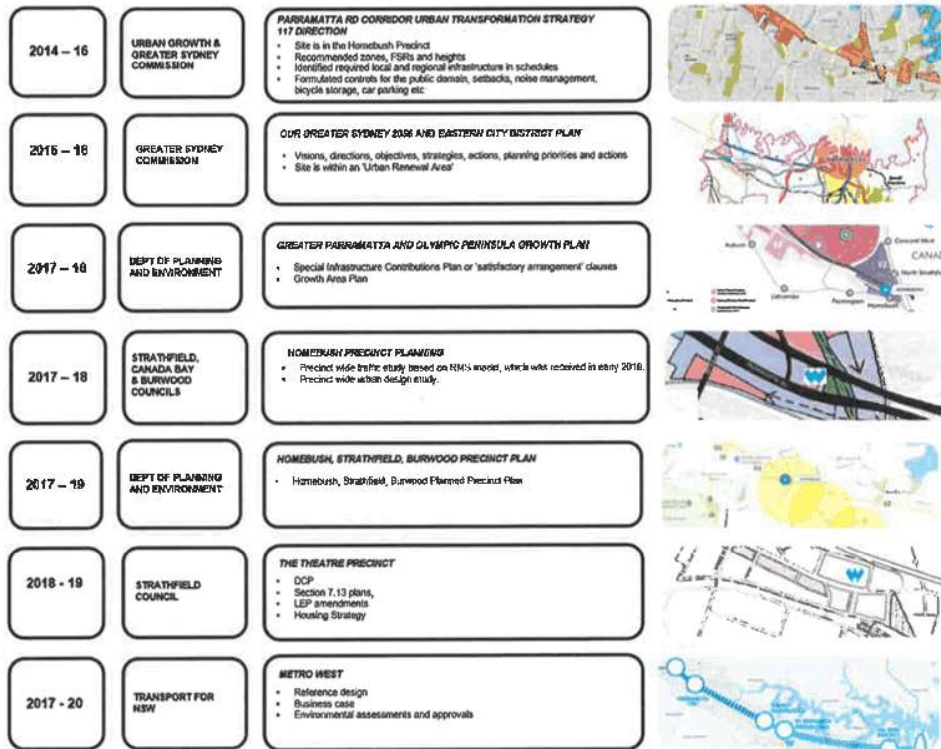 2014 – 16
URBAN GROWTH &
GREATER SYDNEY
COMMISSION
PARRAMATTA RD CORRIDOR URBAN TRANSFORMATION STRATEGY
117 DIRECTION
• Site is in the Homebush Precinct
• Recommended zones, FSRs and heights
• Identified required local and regional infrastructure in schedules
• Formulated controls for the public domain, setbacks, noise management,
bicycle storage, car parking etc
GREATER SYDNEY
COMMISSION
OUR GREATER SYDNEY 2056 AND EASTERN CITY DISTRICT PLAN
• Visions, directions, objectives, strategies, actions, planning priorities and actions
• Site is within an 'Urban Renewal Area'
2017 – 18
DEPT OF PLANNING
AND ENVIRONMENT
GREATER PARRAMATTA AND OLYMPIC PENINSULA GROWTH PLAN
• Special Infrastructure Contributions Plan or 'satisfactory arrangement' clauses
• Growth Area Plan
Auburn
Concord West
CANAD
North Strathfi
Lidcombe
Flemington
Homebush
2017 – 18
STRATHFIELD,
CANADA BAY
& BURWOOD
COUNCILS
HOMEBUSH PRECINCT PLANNING
• Precinct wide traffic study based on RMS model, which was received in early 2018.
• Precinct wide urban design study.
2017 – 19
DEPT OF PLANNING
AND ENVIRONMENT
HOMEBUSH, STRATHFIELD, BURWOOD PRECINCT PLAN
• Homebush, Strathfield, Burwood Planned Precinct Plan
2018 - 19
STRATHFIELD
COUNCIL
THE THEATRE PRECINCT
• DCP
• Section 7.13 plans,
• LEP amendments
• Housing Strategy
2017 - 20
TRANSPORT FOR
NSW
METRO WEST
• Reference design
• Business case
• Environmental assessments and approvals